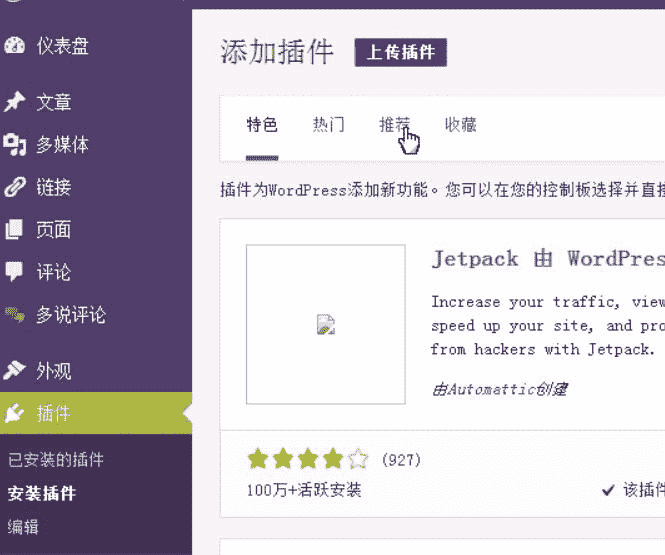 仪表盘
文章
多媒体
链接
页面
评论
多说评论
外观
插件
已安装的插件
安装插件
编辑
添加插件 上传插件
特色 热门 推荐 收藏
插件为WordPress添加新功能。您可以在您的控制板选择并直接
Jetpack 由 WordPres
Increase your traffic, view
speed up your site, and pro
from hackers with Jetpack.
由Automattic创建
(927)
100万+活跃安装
该插件